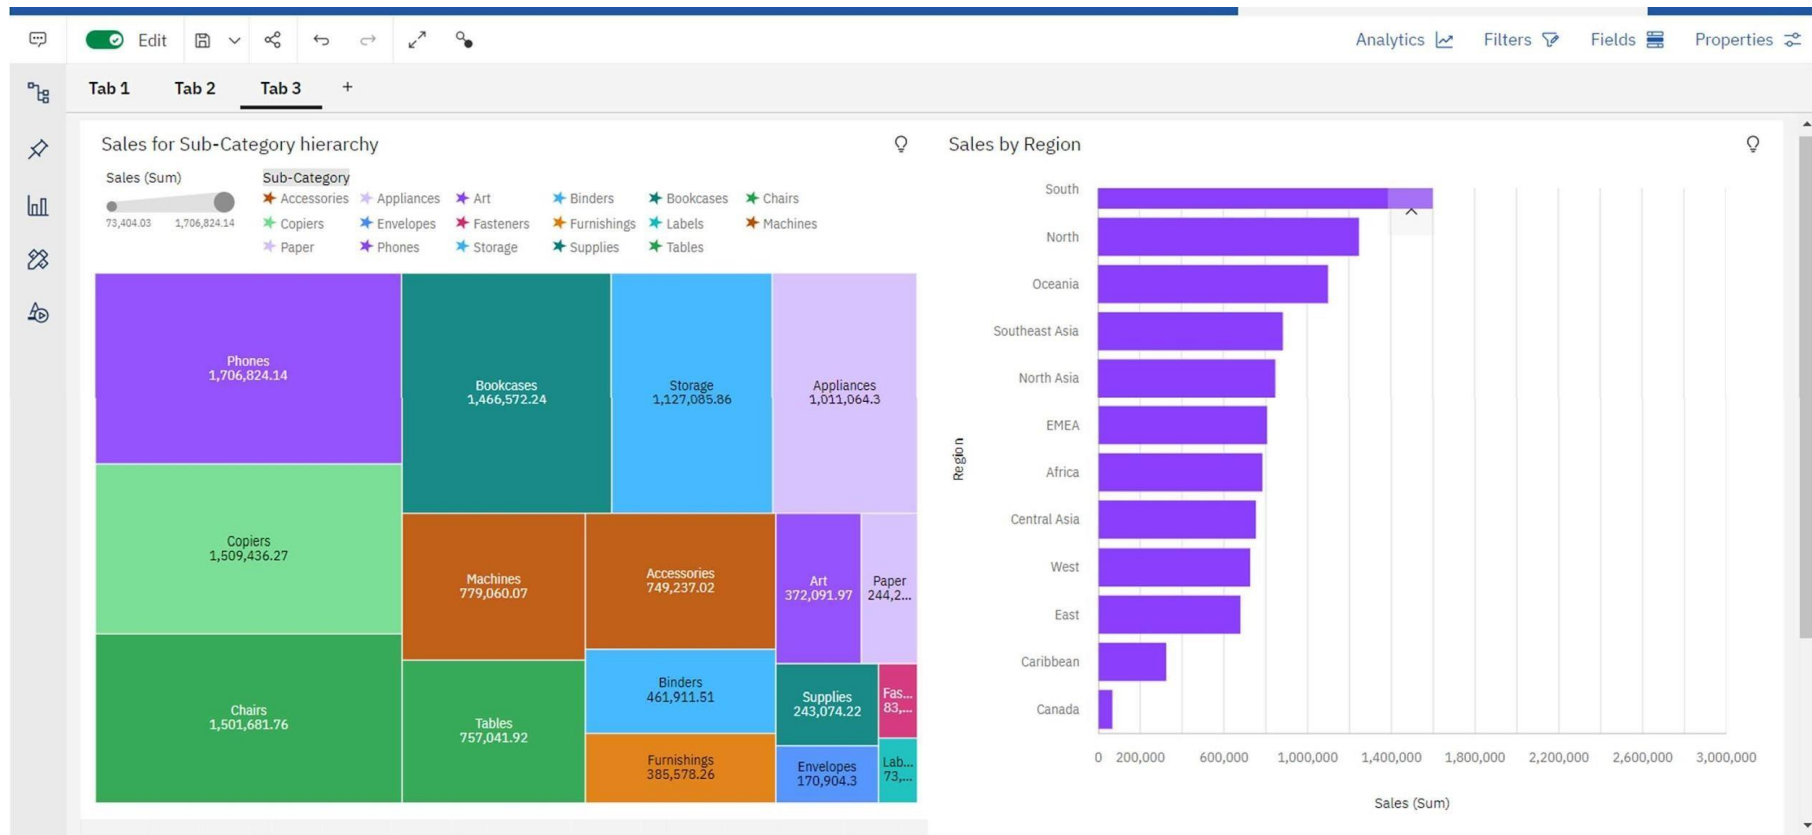 Edit
Analytics
Filters
Fields
Properties
Tab 1
Tab 2
Tab 3
+
Sales for Sub-Category hierarchy
Sales (Sum)
73,404.03 1,706,824.14
Sub-Category
Accessories Appliances Art Binders Bookcases Chairs
Copiers Envelopes Fasteners Furnishings Labels Machines
Paper Phones Storage Supplies Tables
Phones
1,706,824.14
Copiers
1,509,436.27
Chairs
1,501,681.76
Bookcases
1,466,572.24
Storage
1,127,085.86
Appliances
1,011,064.3
Machines
779,060.07
Accessories
749,237.02
Tables
757,041.92
Binders
461,911.51
Furnishings
385,578.26
Art
372,091.97
Paper
244,2...
Supplies
243,074.22
Fas...
83,...
Envelopes
170,904.3
Lab...
73,...
Sales by Region
Region
South
North
Oceania
Southeast Asia
North Asia
EMEA
Africa
Central Asia
West
East
Caribbean
Canada
0 200,000 600,000 1,000,000 1,400,000 1,800,000 2,200,000 2,600,000 3,000,000
Sales (Sum)